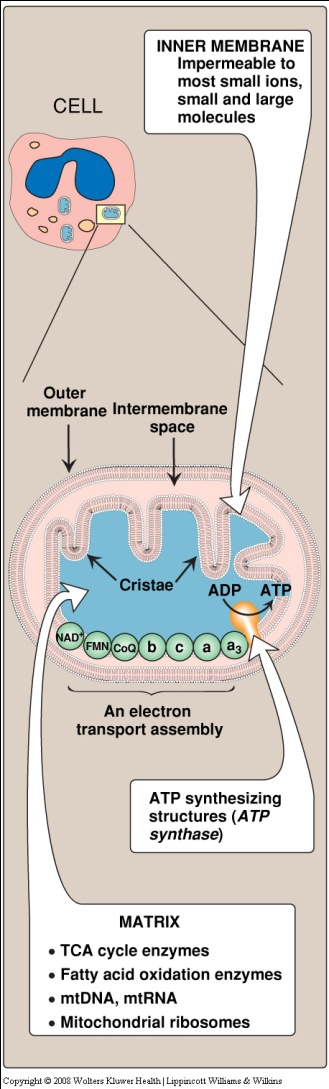 INNER MEMBRANE
Impermeable to
most small ions,
small and large
molecules
CELL
Outer
membrane
Intermembrane
space
Cristae
ADP
ATP
NAD+
FMN
CoQ
b
c
a
a3
An electron
transport assembly
ATP synthesizing
structures (ATP
synthase)
MATRIX
• TCA cycle enzymes
• Fatty acid oxidation enzymes
• mtDNA, mtRNA
• Mitochondrial ribosomes
Copyright © 2008 Wolters Kluwer Health | Lippincott Williams & Wilkins